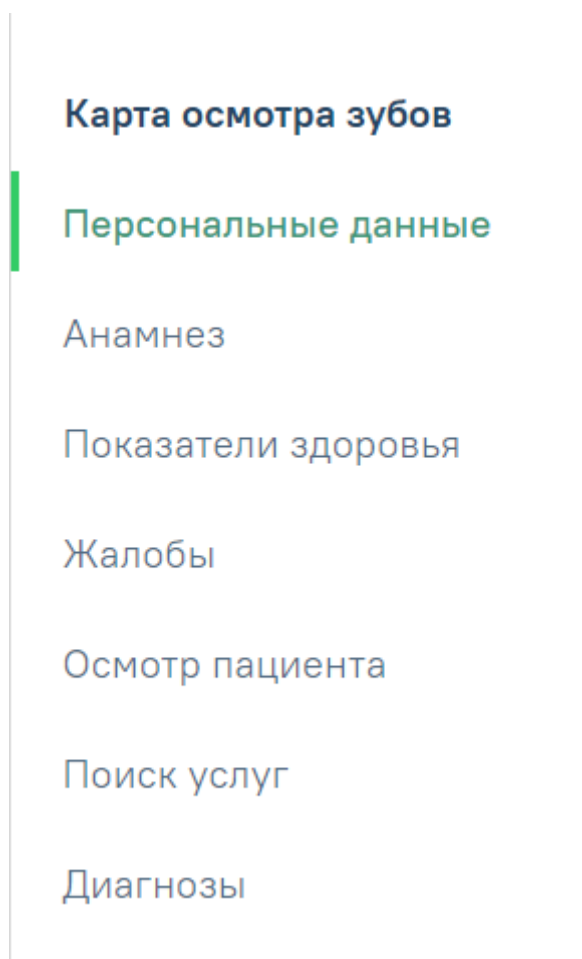 Карта осмотра зубов
Персональные данные
Анамнез
Показатели здоровья
Жалобы
Осмотр пациента
Поиск услуг
Диагнозы